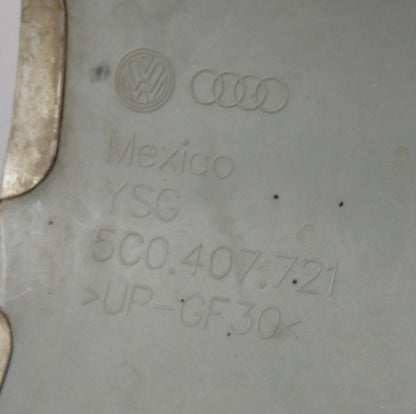 Mexico
YSG
5C0.407.721
>UP-GF30<